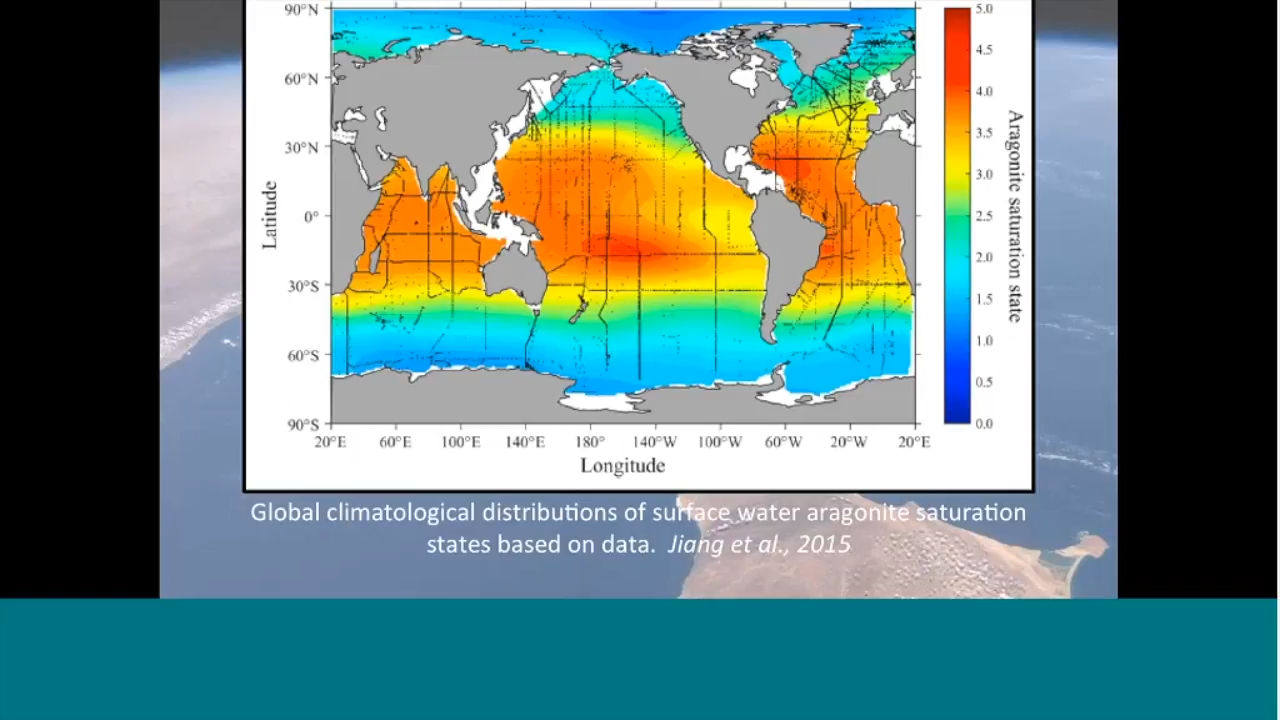 90°N
60°N
30°N
0°
30°S
60°S
90°S
Latitude
20°E 60°E 100°E 140°E 180° 140°W 100°W 60°W 20°W 20°E
Longitude
5.0
4.5
4.0
3.5
3.0
2.5
2.0
1.5
1.0
0.5
0.0
Aragonite saturation state
Global climatological distributions of surface water aragonite saturation
states based on data. Jiang et al., 2015